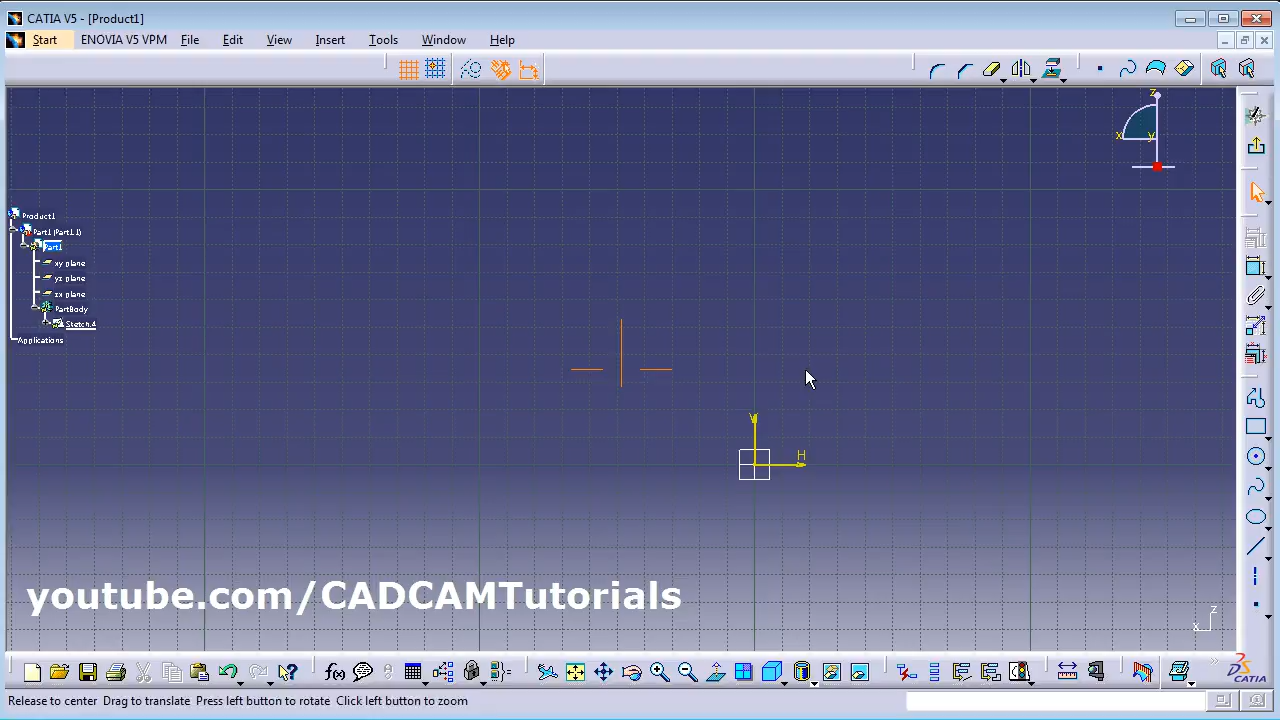 CATIA V5 - [Product1]
Start ENOVIA V5 VPM File Edit View Insert Tools Window Help
z
x y
Product1
Part1 (Part1.1)
Part1
xy plane
yz plane
zx plane
PartBody
Sketch.4
Applications
V
H
youtube.com/CADCAMTutorials
z
x
f(x)
CATIA
Release to center Drag to translate Press left button to rotate Click left button to zoom